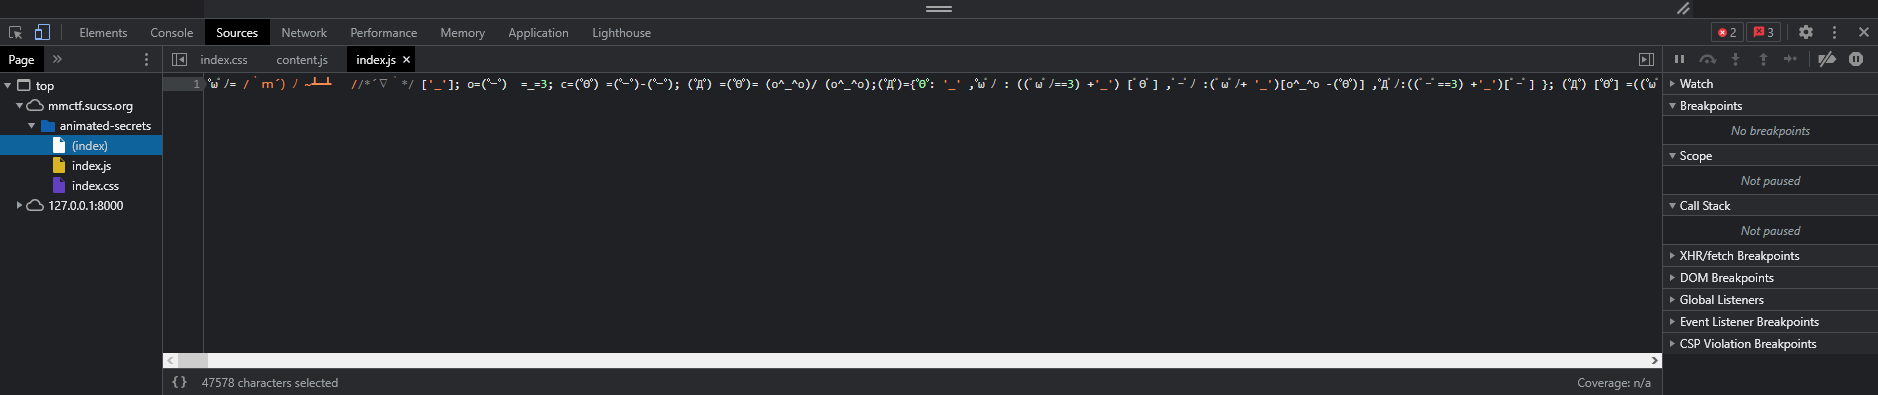 Elements Console Sources Network Performance Memory Application Lighthouse 2 3
Page » index.css content.js index.js ×
top
mmctf.sucss.org
animated-secrets
(index)
index.js
index.css
127.0.0.1:8000
1 ﾟωﾟﾉ= /｀ｍ´）ﾉ ~┻━┻ //*´∇｀*/ ['_']; o=(ﾟｰﾟ) =_=3; c=(ﾟΘﾟ) =(ﾟｰﾟ)-(ﾟｰﾟ); (ﾟДﾟ) =(ﾟΘﾟ)= (o^_^o)/ (o^_^o);(ﾟДﾟ)={ﾟΘﾟ: '_' ,ﾟωﾟﾉ : ((ﾟωﾟﾉ==3) +'_') [ﾟΘﾟ] ,ﾟｰﾟﾉ :(ﾟωﾟﾉ+ '_')[o^_^o -(ﾟΘﾟ)] ,ﾟДﾟﾉ:((ﾟｰﾟ==3) +'_')[ﾟｰﾟ] }; (ﾟДﾟ) [ﾟΘﾟ] =((ﾟωﾟ
{} 47578 characters selected Coverage: n/a
Watch
Breakpoints
No breakpoints
Scope
Not paused
Call Stack
Not paused
XHR/fetch Breakpoints
DOM Breakpoints
Global Listeners
Event Listener Breakpoints
CSP Violation Breakpoints